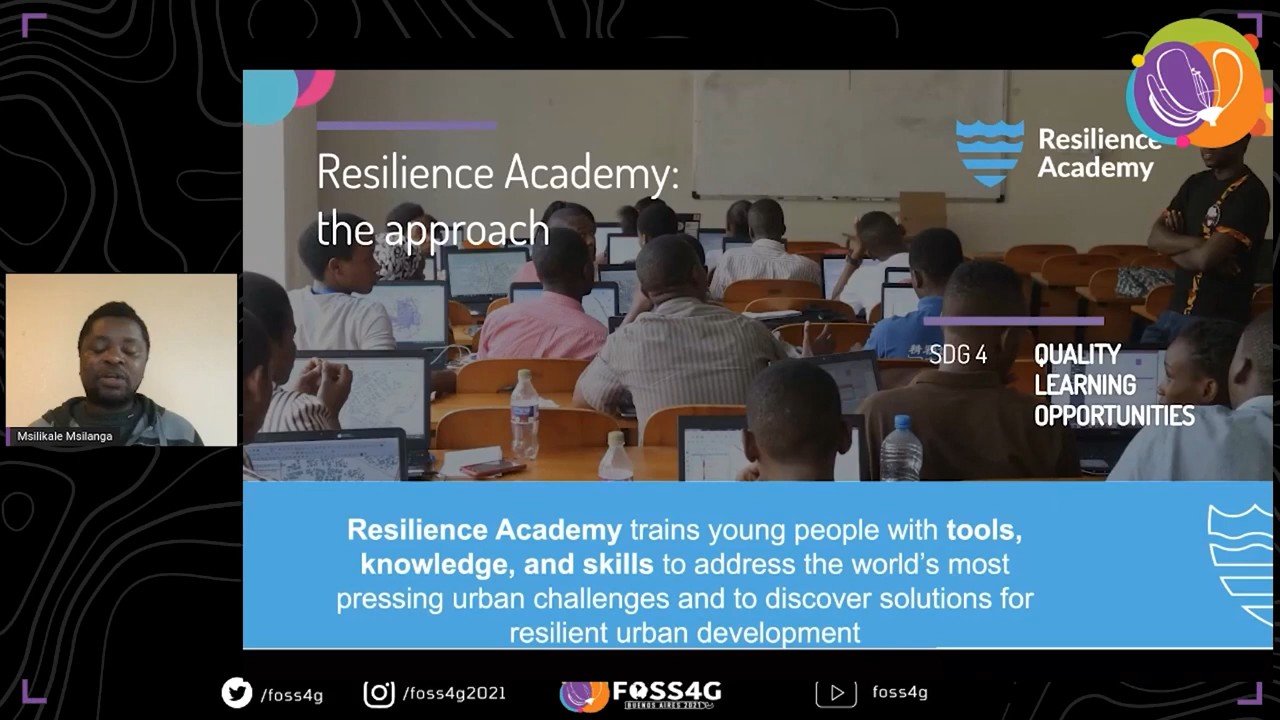 Resilience Academy:
the approach
Resilience
Academy
SDG 4
QUALITY
LEARNING
OPPORTUNITIES
Msilikale Msilanga
Resilience Academy trains young people with tools,
knowledge, and skills to address the world's most
pressing urban challenges and to discover solutions for
resilient urban development
/foss4g
/foss4g2021
FOSS4G
BUENOS AIRES 2021
foss4g